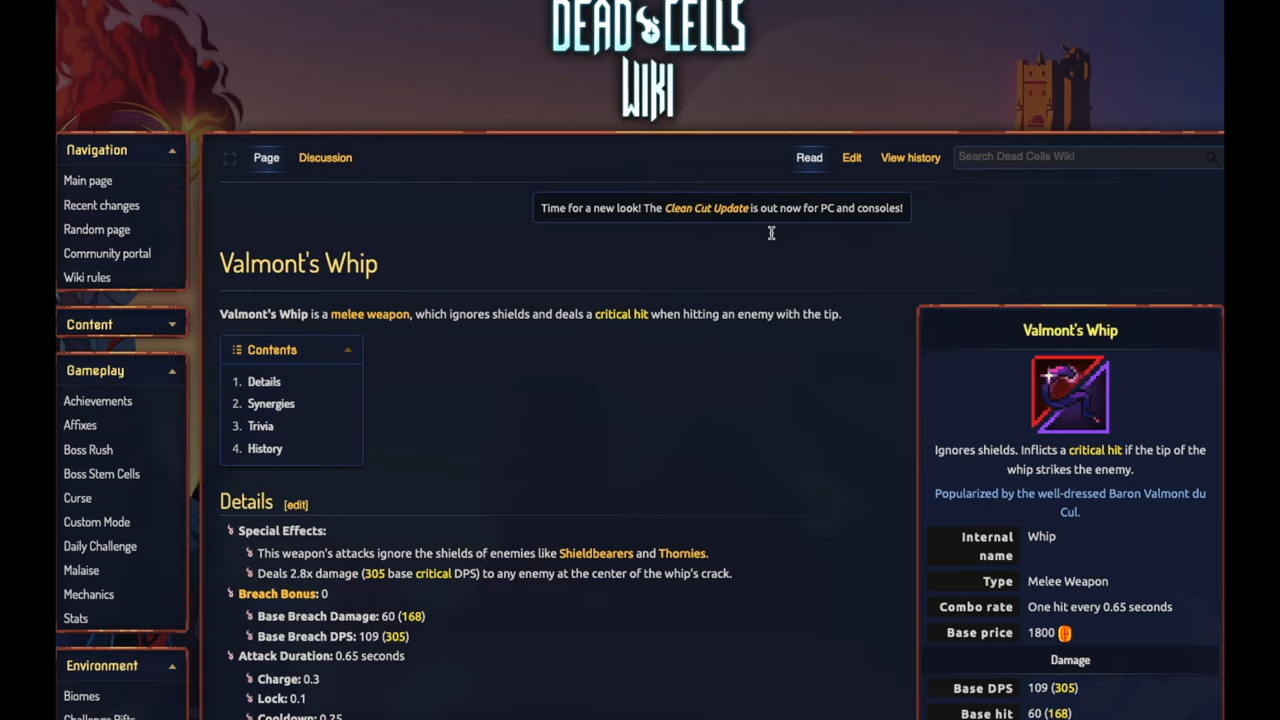 DEAD CELLS
WIKI
Navigation
Main page
Recent changes
Random page
Community portal
Wiki rules
Content
Gameplay
Achievements
Affixes
Boss Rush
Boss Stem Cells
Curse
Custom Mode
Daily Challenge
Malaise
Mechanics
Stats
Environment
Biomes
Challenge Rifts
Page Discussion Read Edit View history Search Dead Cells Wiki
Time for a new look! The Clean Cut Update is out now for PC and consoles!
Valmont's Whip
Valmont's Whip is a melee weapon, which ignores shields and deals a critical hit when hitting an enemy with the tip.
Contents
1. Details
2. Synergies
3. Trivia
4. History
Details [edit]
Special Effects:
This weapon's attacks ignore the shields of enemies like Shieldbearers and Thornies.
Deals 2.8x damage (305 base critical DPS) to any enemy at the center of the whip's crack.
Breach Bonus: 0
Base Breach Damage: 60 (168)
Base Breach DPS: 109 (305)
Attack Duration: 0.65 seconds
Charge: 0.3
Lock: 0.1
Cooldown: 0.25
Valmont's Whip
Ignores shields. Inflicts a critical hit if the tip of the
whip strikes the enemy.
Popularized by the well-dressed Baron Valmont du
Cul.
Internal
name Whip
Type Melee Weapon
Combo rate One hit every 0.65 seconds
Base price 1800
Damage
Base DPS 109 (305)
Base hit 60 (168)